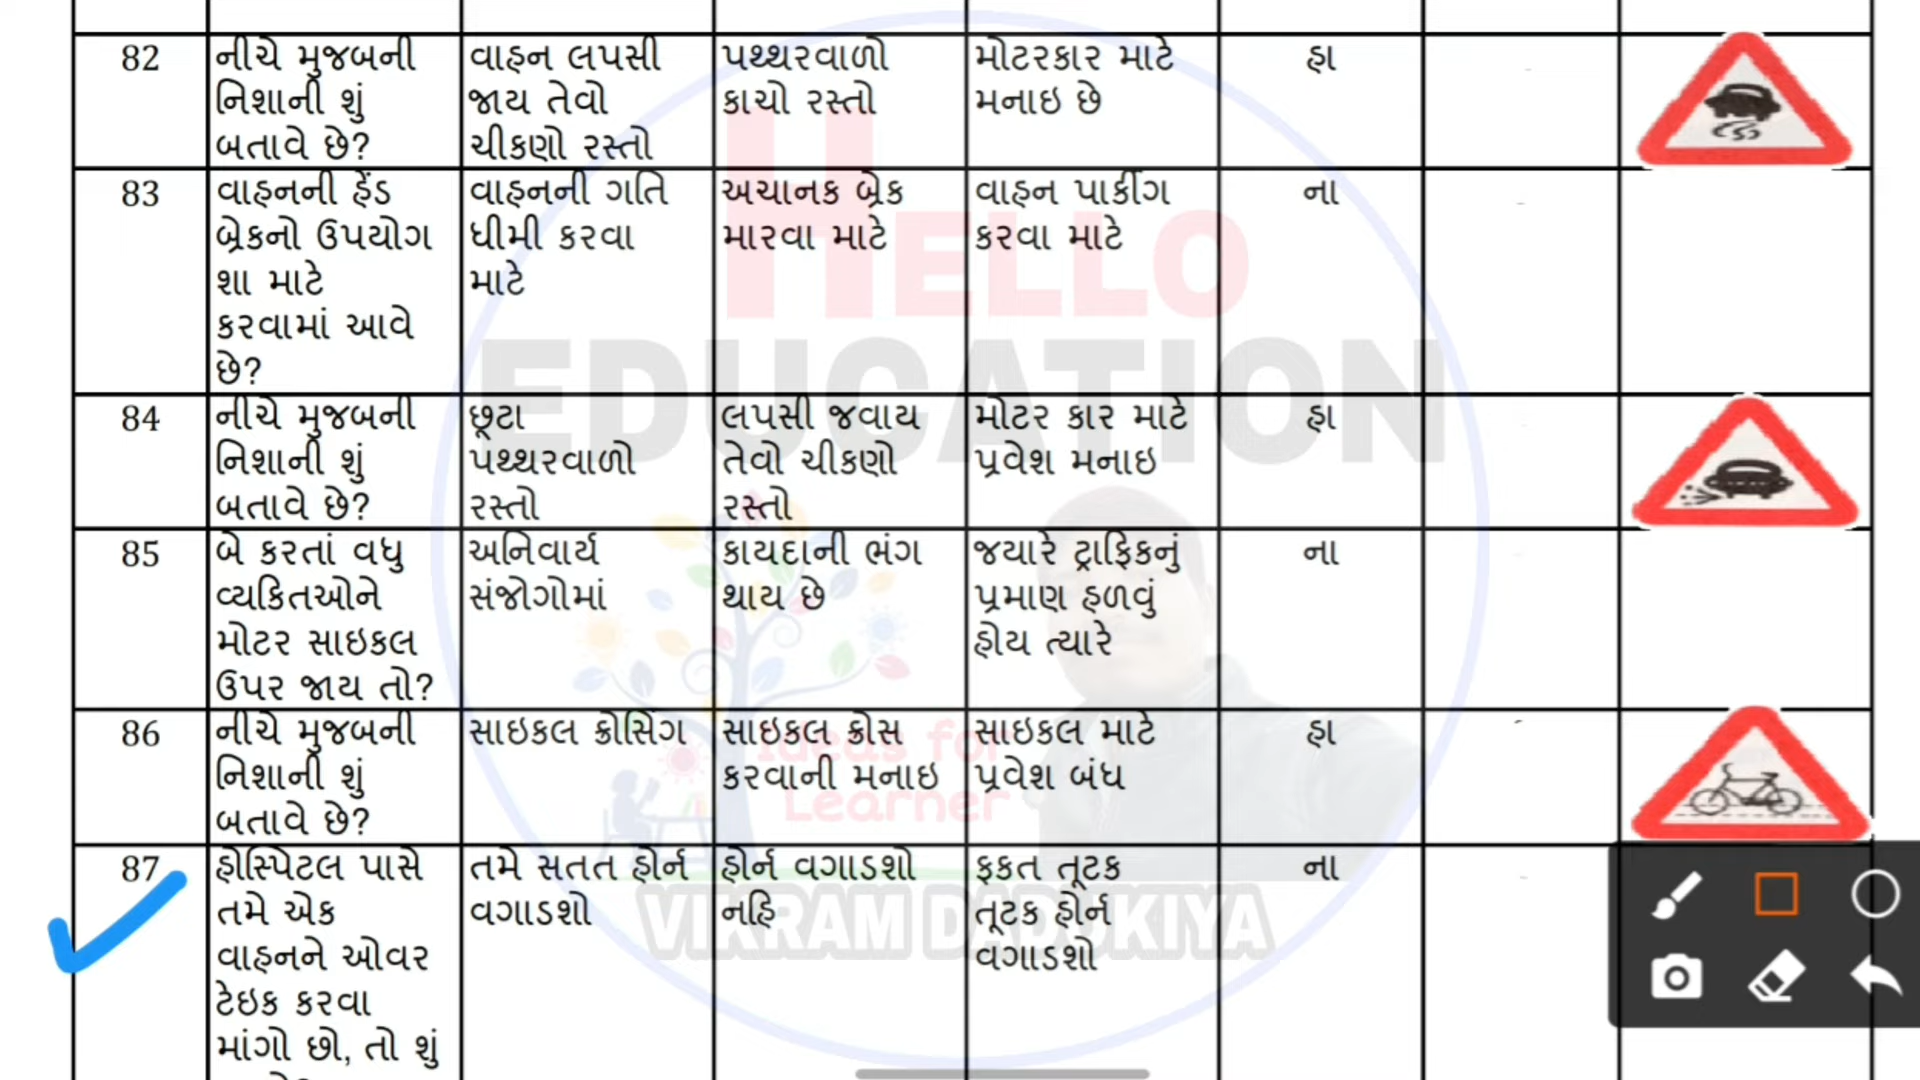 82
નીચે મુજબની
નિશાની શું
બતાવે છે?
વાહન લપસી
જાય તેવો
ચીકણો રસ્તો
પથ્થરવાળો
કાચો રસ્તો
મોટરકાર માટે
મનાઇ છે
હા
83
વાહનની હેંડ
બ્રેકનો ઉપયોગ
શા માટે
કરવામાં આવે
છે?
વાહનની ગતિ
ધીમી કરવા
માટે
અચાનક બ્રેક
મારવા માટે
વાહન પાર્કીગ
કરવા માટે
ના
84
નીચે મુજબની
નિશાની શું
બતાવે છે?
છૂટા
પથ્થરવાળો
રસ્તો
લપસી જવાય
તેવો ચીકણો
રસ્તો
મોટર કાર માટે
પ્રવેશ મનાઇ
હા
85
બે કરતાં વધુ
વ્યકિતઓને
મોટર સાઇકલ
ઉપર જાય તો?
અનિવાર્ય
સંજોગોમાં
કાયદાની ભંગ
થાય છે
જયારે ટ્રાફિકનું
પ્રમાણ હળવું
હોય ત્યારે
ના
86
નીચે મુજબની
નિશાની શું
બતાવે છે?
સાઇકલ ક્રોસિંગ
સાઇકલ ક્રોસ
કરવાની મનાઇ
સાઇકલ માટે
પ્રવેશ બંધ
હા
87
હોસ્પિટલ પાસે
તમે એક
વાહનને ઓવર
ટેઇક કરવા
માંગો છો, તો શું
તમે સતત હોર્ન
વગાડશો
હોર્ન વગાડશો
નહિ
ફકત તૂટક
તૂટક હોર્ન
વગાડશો
ના
HELLO
EDUCATION
Ideas for
Learner
VIKRAM DADUKIYA